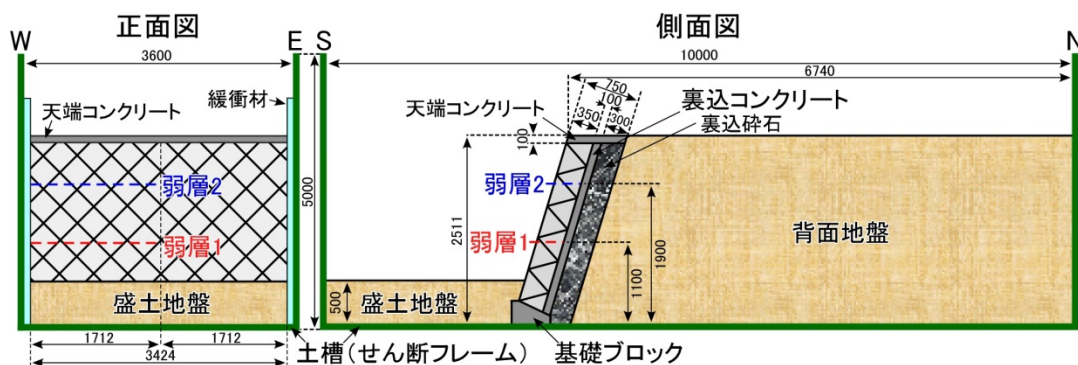 正面図
W
E
3600
天端コンクリート
緩衝材
弱層2
弱層1
盛土地盤
1712
1712
3424
5000
土槽(せん断フレーム)
側面図
S
N
10000
6740
750
100
350
300
天端コンクリート
裏込コンクリート
裏込砕石
100
弱層2
弱層1
2511
1900
1100
背面地盤
盛土地盤
500
基礎ブロック